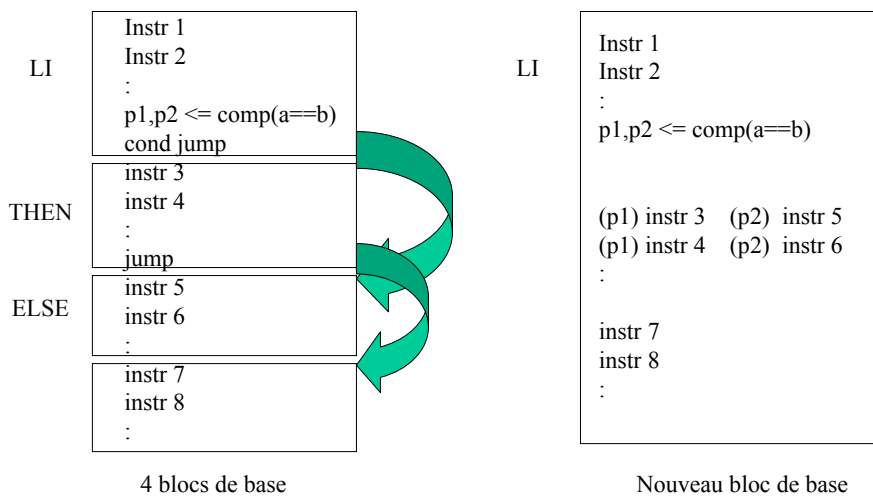 LI
Instr 1
Instr 2
:
p1,p2 <= comp(a==b)
cond jump
THEN
instr 3
instr 4
:
jump
ELSE
instr 5
instr 6
:
instr 7
instr 8
:
4 blocs de base
LI
Instr 1
Instr 2
:
p1,p2 <= comp(a==b)
(p1) instr 3 (p2) instr 5
(p1) instr 4 (p2) instr 6
:
instr 7
instr 8
:
Nouveau bloc de base